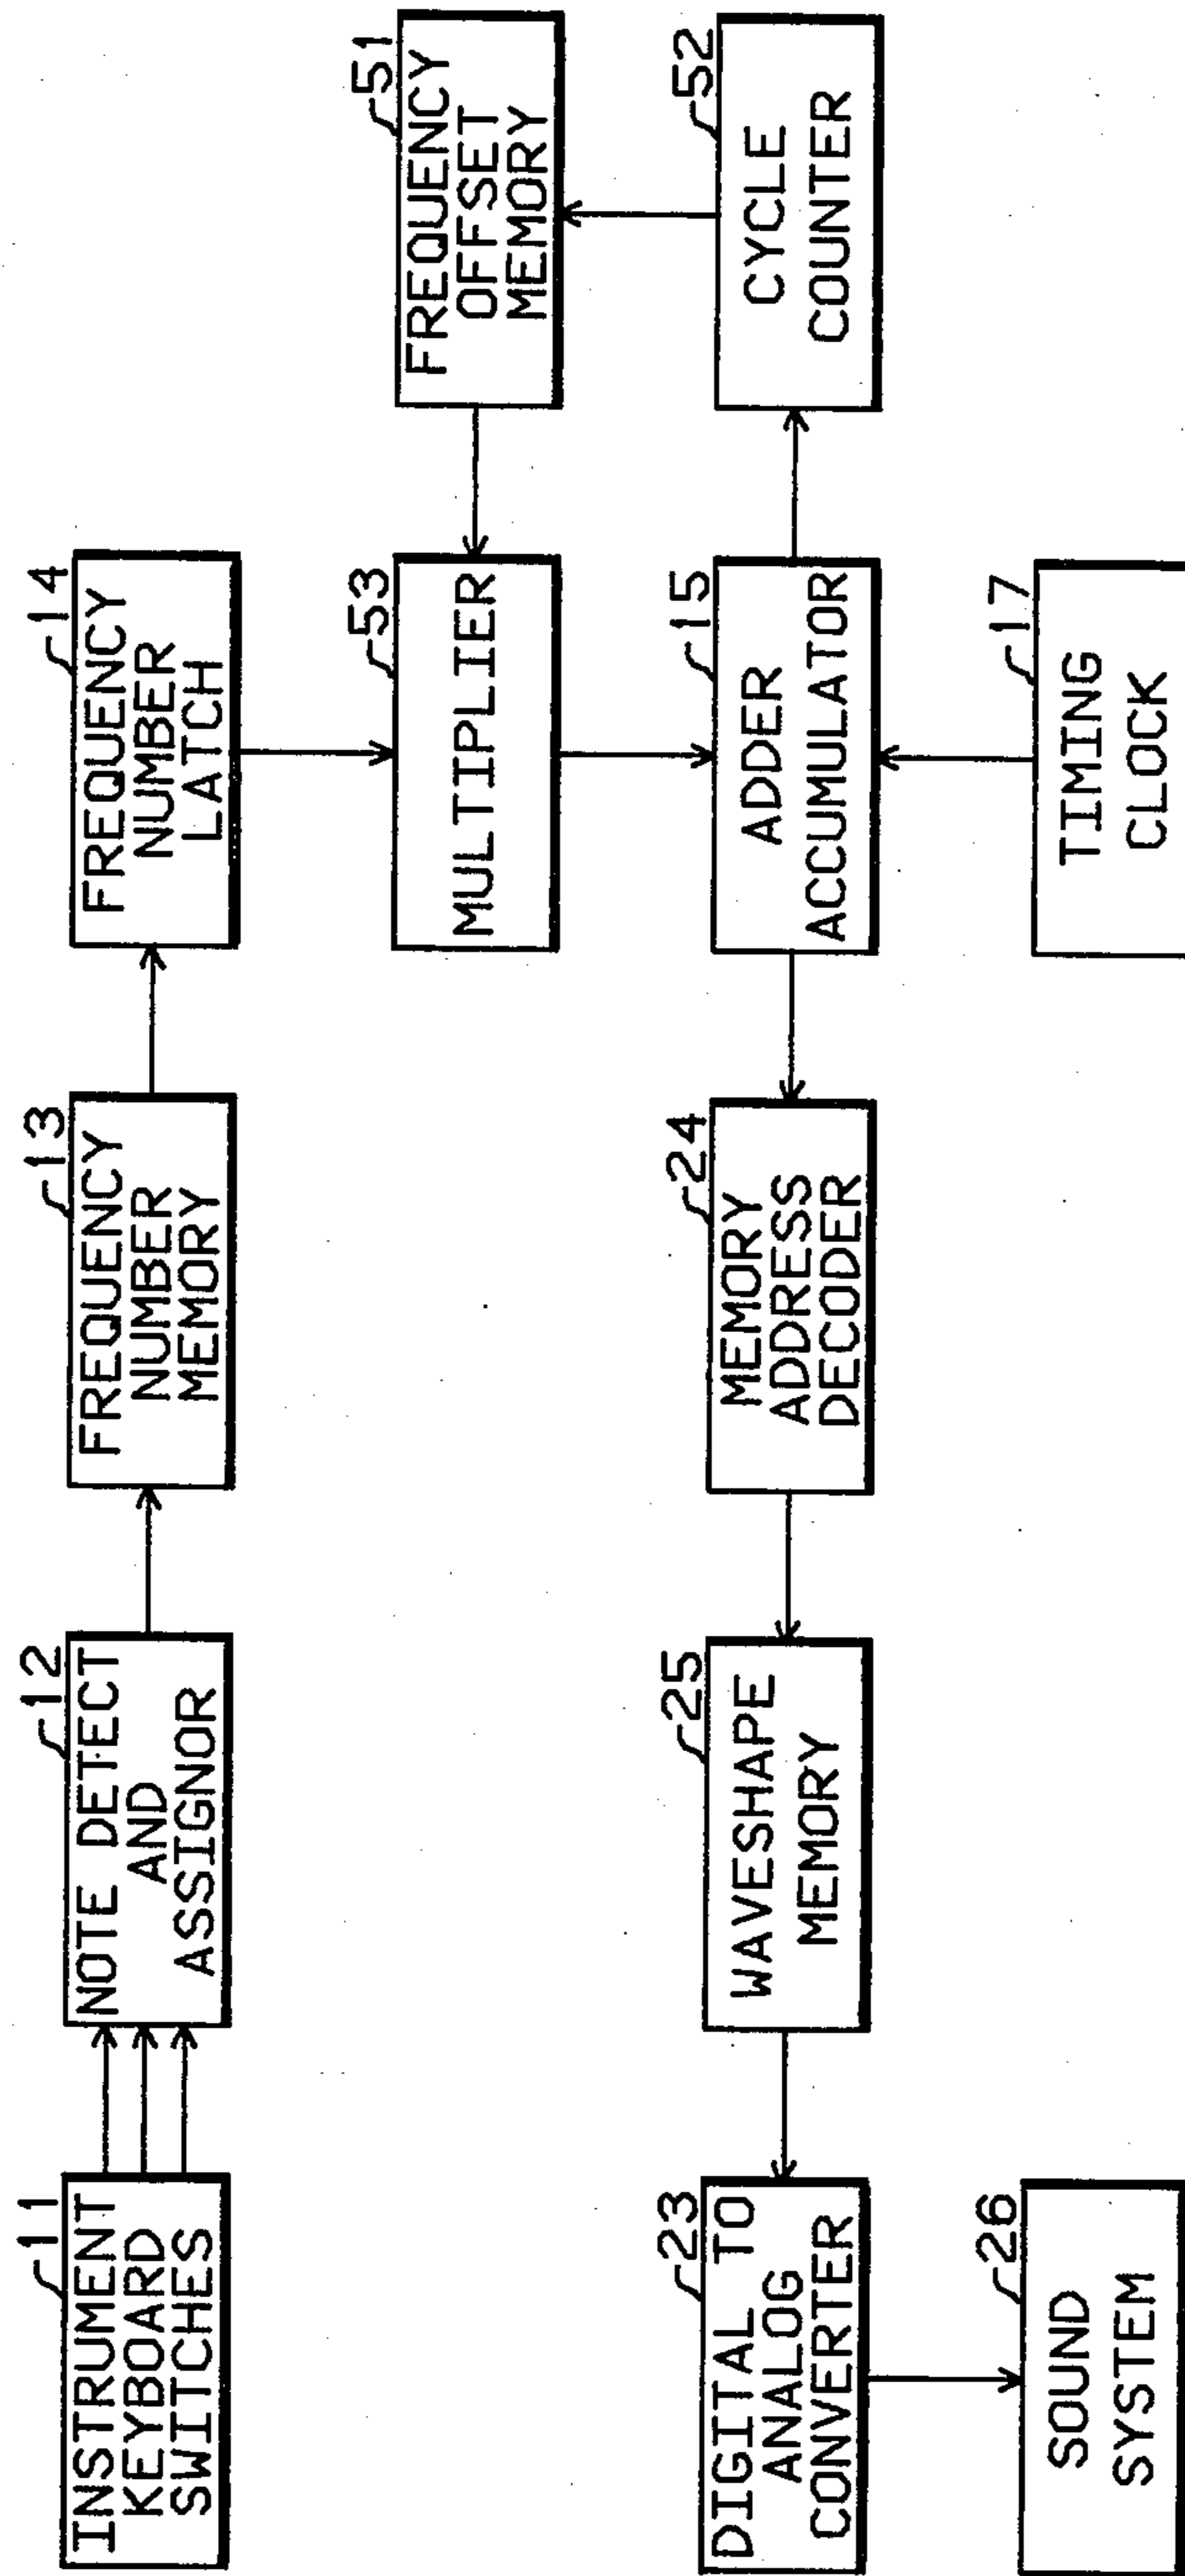 11
INSTRUMENT
KEYBOARD
SWITCHES
12
NOTE DETECT
AND
ASSIGNOR
13
FREQUENCY
NUMBER
MEMORY
14
FREQUENCY
NUMBER
LATCH
53
MULTIPLIER
51
FREQUENCY
OFFSET
MEMORY
23
DIGITAL TO
ANALOG
CONVERTER
25
WAVESHAPE
MEMORY
24
MEMORY
ADDRESS
DECODER
15
ADDER
ACCUMULATOR
52
CYCLE
COUNTER
26
SOUND
SYSTEM
17
TIMING
CLOCK